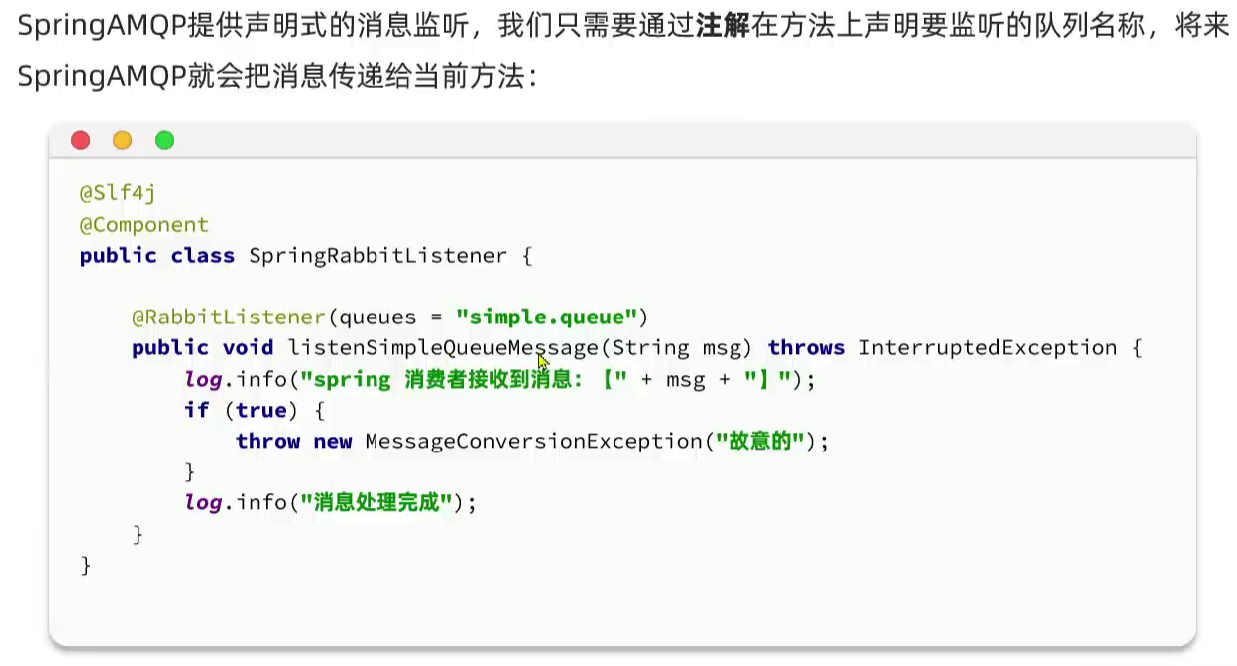 SpringAMQP提供声明式的消息监听，我们只需要通过注解在方法上声明要监听的队列名称，将来
SpringAMQP就会把消息传递给当前方法：
@Slf4j
@Component
public class SpringRabbitListener {
@RabbitListener(queues = "simple.queue")
public void listenSimpleQueueMessage(String msg) throws InterruptedException {
log.info("spring 消费者接收到消息：【" + msg + "】");
if (true) {
throw new MessageConversionException("故意的");
}
log.info("消息处理完成");
}
}